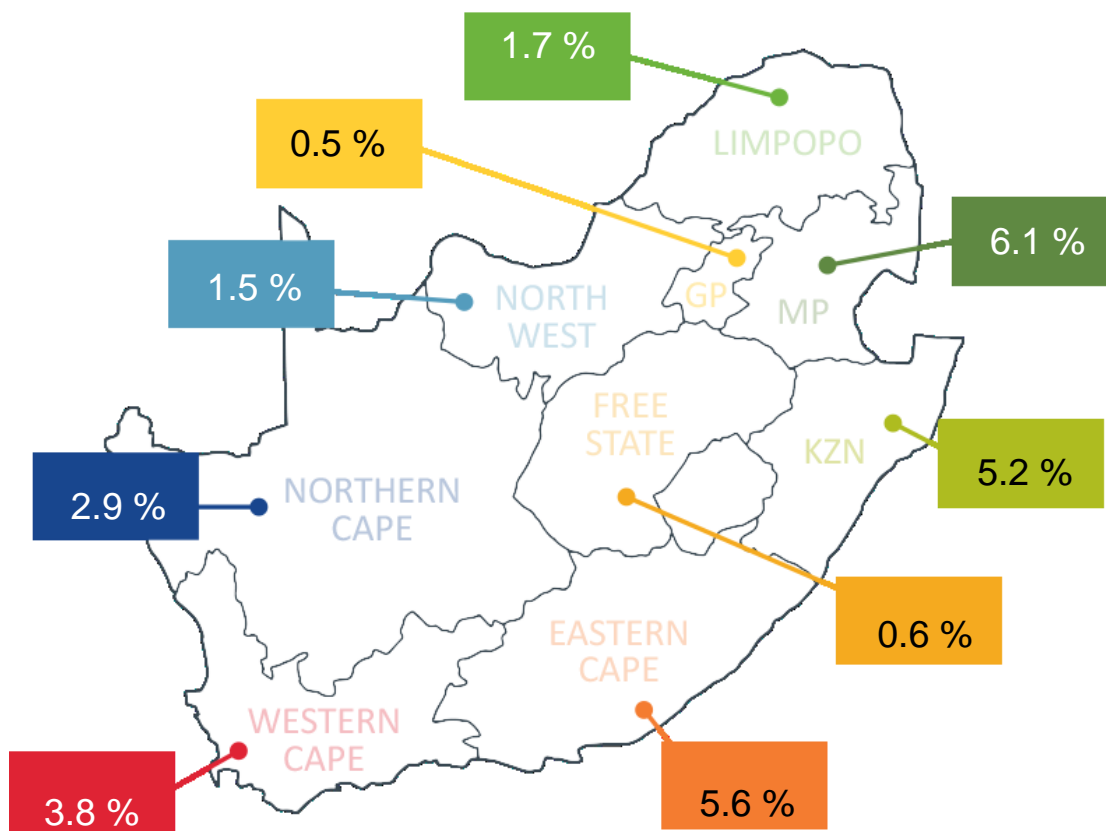 1.7 %
0.5 %
LIMPOPO
6.1 %
1.5 %
NORTH
WEST
GP
MP
FREE
STATE
KZN
5.2 %
2.9 %
NORTHERN
CAPE
0.6 %
EASTERN
CAPE
WESTERN
CAPE
3.8 %
5.6 %